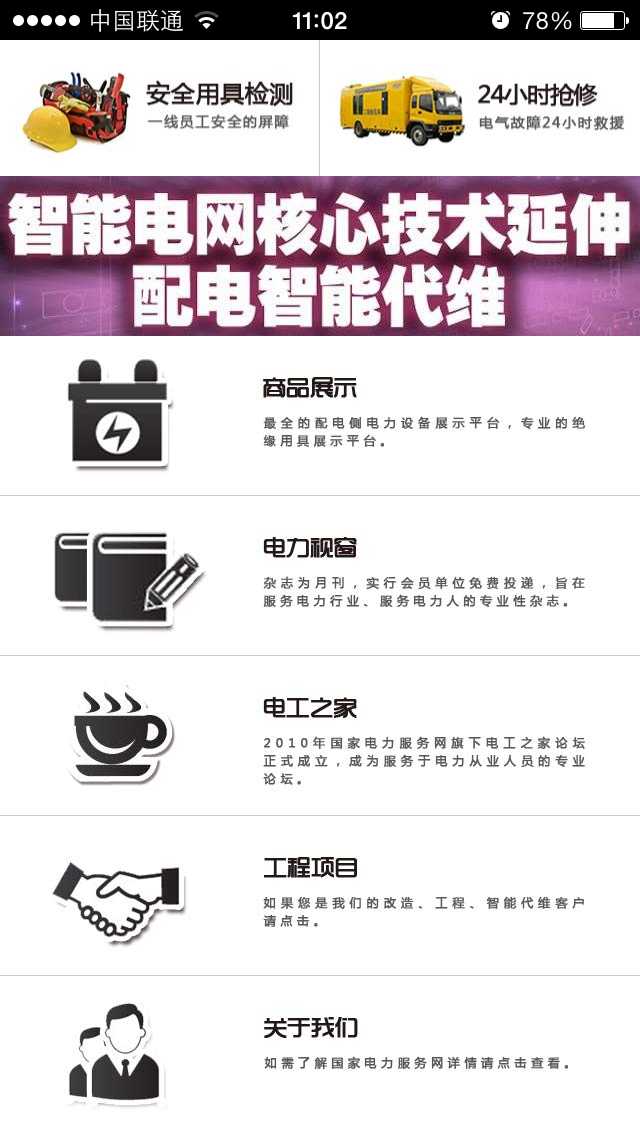 中国联通 11:02 78%
安全用具检测
一线员工安全的屏障
24小时抢修
电气故障24小时救援
智能电网核心技术延伸
配电智能代维
商品展示
最全的配电侧电力设备展示平台，专业的绝
缘用具展示平台。
电力视窗
杂志为月刊，实行会员单位免费投递，旨在
服务电力行业、服务电力人的专业性杂志。
电工之家
2010年国家电力服务网旗下电工之家论坛
正式成立，成为服务于电力从业人员的专业
论坛。
工程项目
如果您是我们的改造、工程、智能代维客户
请点击。
关于我们
如需了解国家电力服务网详情请点击查看。